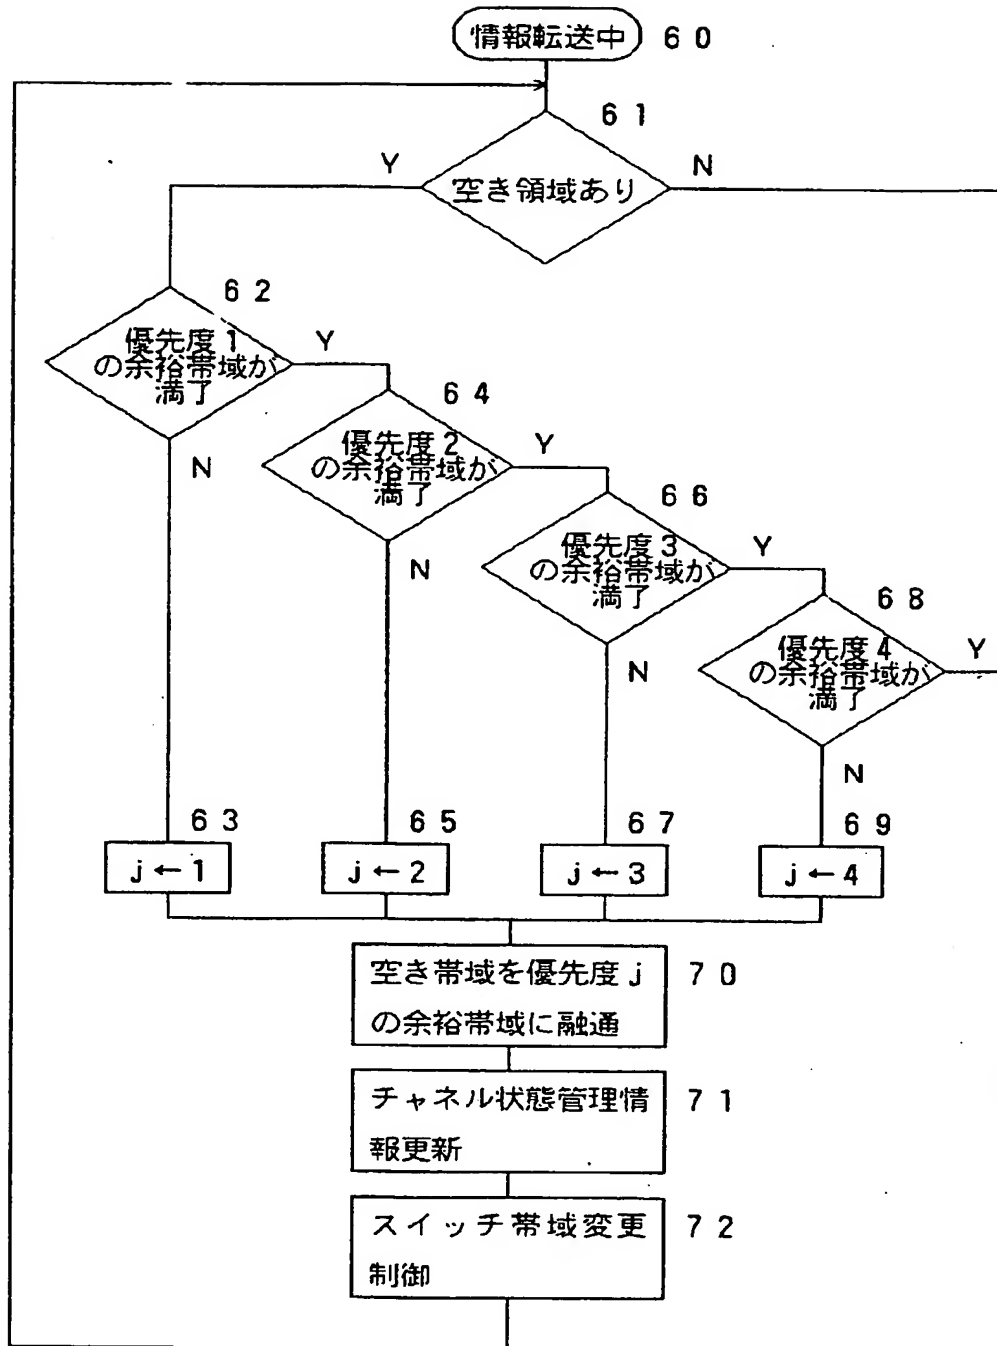 情報転送中 60
61
Y
N
空き領域あり
62
優先度1
の余裕帯域が
満了
Y
N
64
優先度2
の余裕帯域が
満了
Y
N
66
優先度3
の余裕帯域が
満了
Y
N
68
優先度4
の余裕帯域が
満了
Y
N
63
j←1
65
j←2
67
j←3
69
j←4
空き帯域を優先度j
の余裕帯域に融通
70
チャネル状態管理情
報更新
71
スイッチ帯域変更
制御
72